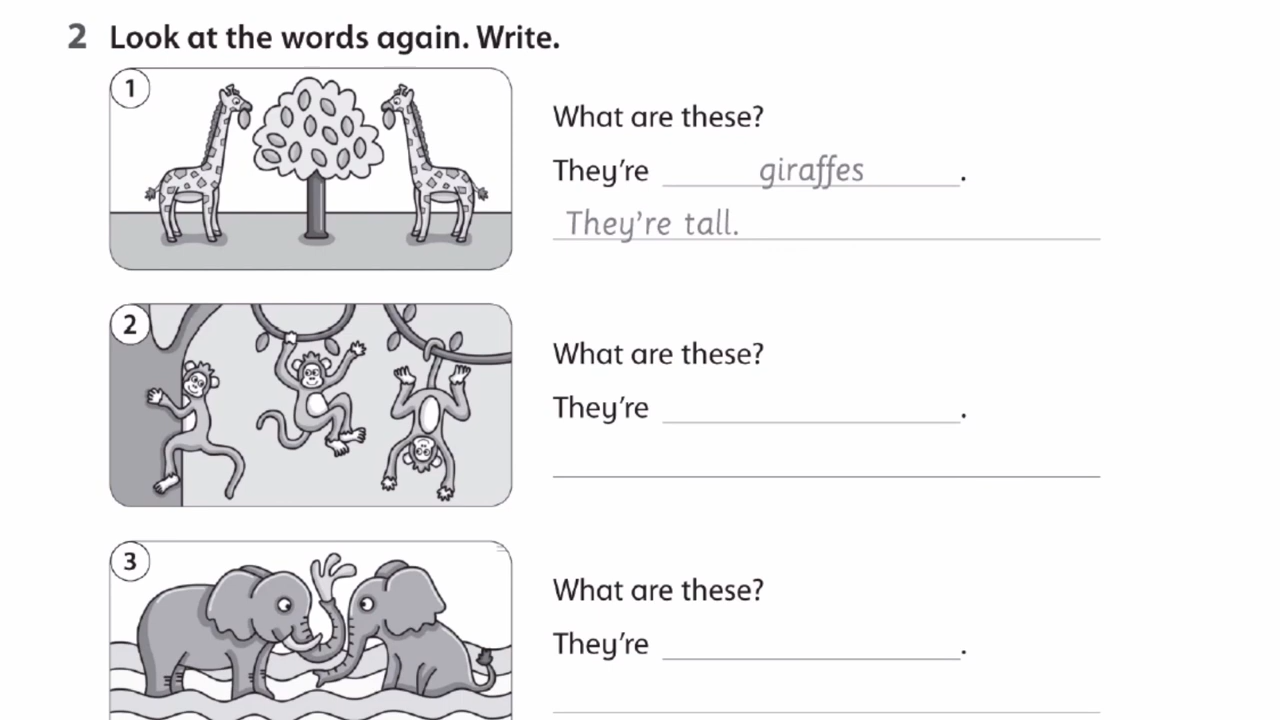 2 Look at the words again. Write.
1
What are these?
They're giraffes.
They're tall.
2
What are these?
They're .
3
What are these?
They're .